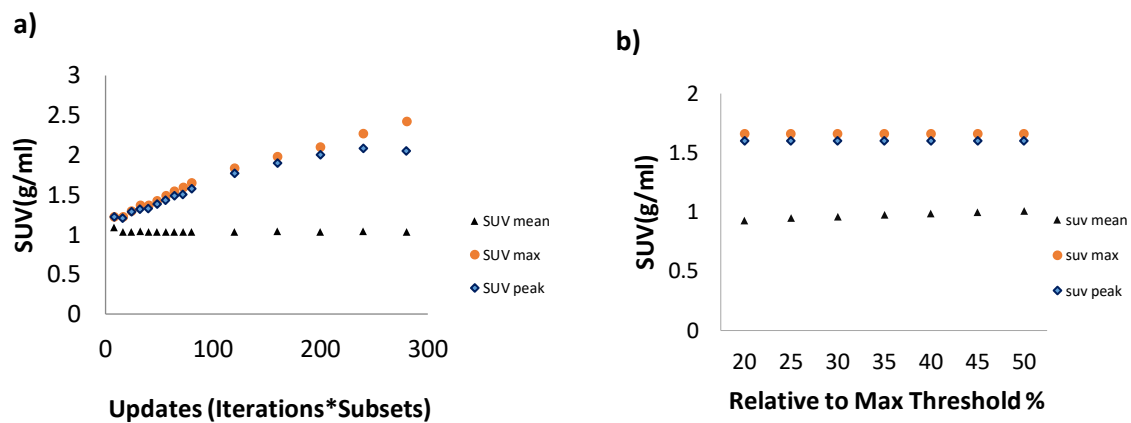 a)
3
2.5
2
1.5
1
0.5
0
SUV(g/ml)
0 100 200 300
Updates (Iterations*Subsets)
SUV mean
SUV max
SUV peak
b)
2
1.5
1
0.5
0
SUV(g/ml)
20 25 30 35 40 45 50
Relative to Max Threshold %
suv mean
suv max
suv peak